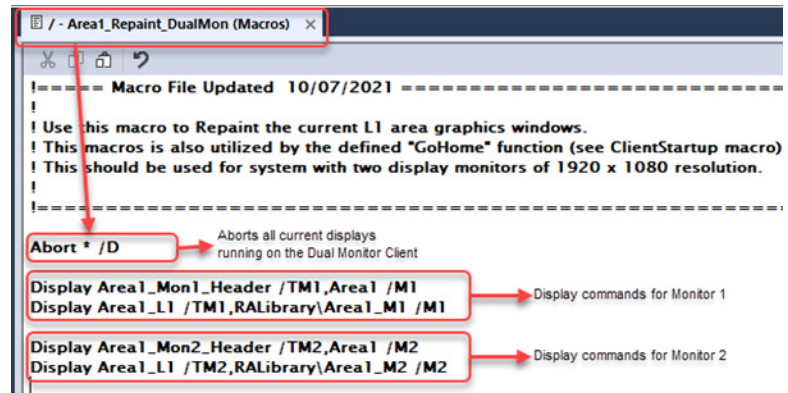 / - Area1_Repaint_DualMon (Macros) ×
!===== Macro File Updated 10/07/2021 ============================
!
! Use this macro to Repaint the current L1 area graphics windows.
! This macros is also utilized by the defined "GoHome" function (see ClientStartup macro)
! This should be used for system with two display monitors of 1920 x 1080 resolution.
!
!=======================================================
Abort * /D
Aborts all current displays
running on the Dual Monitor Client
Display Area1_Mon1_Header /TM1,Area1 /M1
Display Area1_L1 /TM1,RALibrary\Area1_M1 /M1
Display commands for Monitor 1
Display Area1_Mon2_Header /TM2,Area1 /M2
Display Area1_L1 /TM2,RALibrary\Area1_M2 /M2
Display commands for Monitor 2